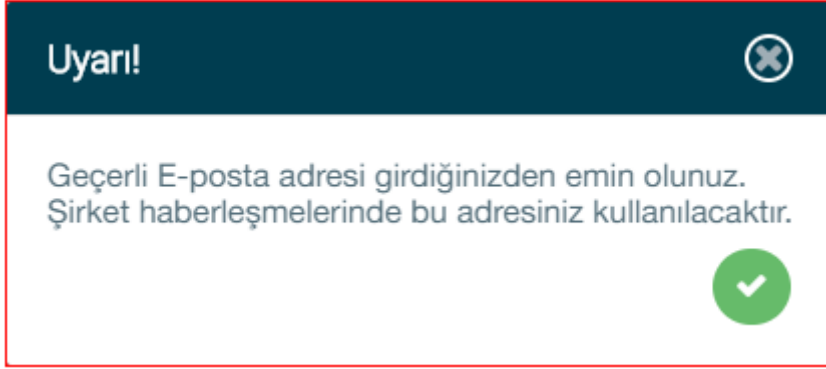 Uyarı!
Geçerli E-posta adresi girdiğinizden emin olunuz.
Şirket haberleşmelerinde bu adresiniz kullanılacaktır.